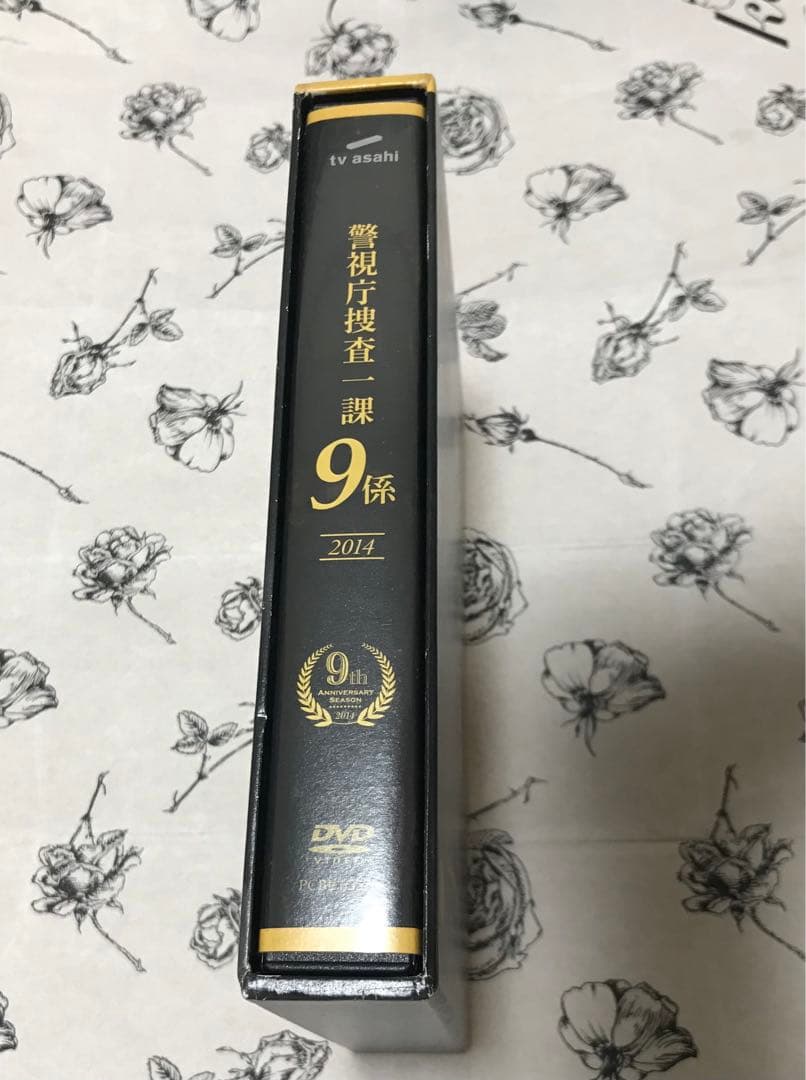 tv asahi
警視庁捜査一課
9係
2014
9th
ANNIVERSARY
SEASON
2014
DVD
VIDEO